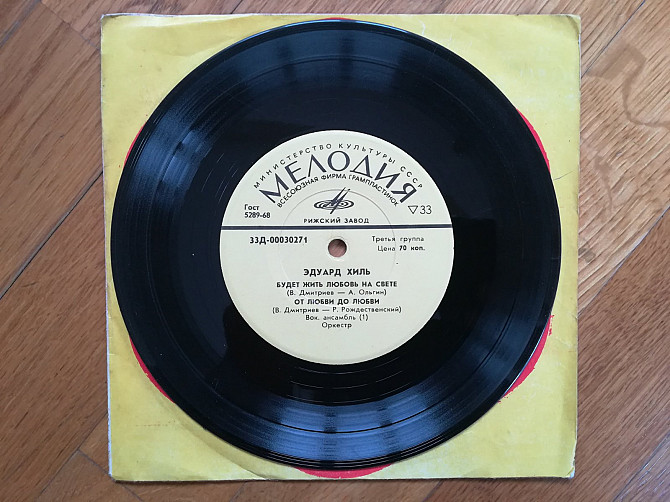 МИНИСТЕРСТВО КУЛЬТУРЫ СССР
МЕЛОДИЯ
ВСЕСОЮЗНАЯ ФИРМА ГРАМПЛАСТИНОК
Гост
5289-68
РИЖСКИЙ ЗАВОД
▽33
33Д-00030271
Третья группа
Цена 70 коп.
ЭДУАРД ХИЛЬ
БУДЕТ ЖИТЬ ЛЮБОВЬ НА СВЕТЕ
(В. Дмитриев — А. Ольгин)
ОТ ЛЮБВИ ДО ЛЮБВИ
(В. Дмитриев — Р. Рождественский)
Вок. ансамбль (1)
Оркестр